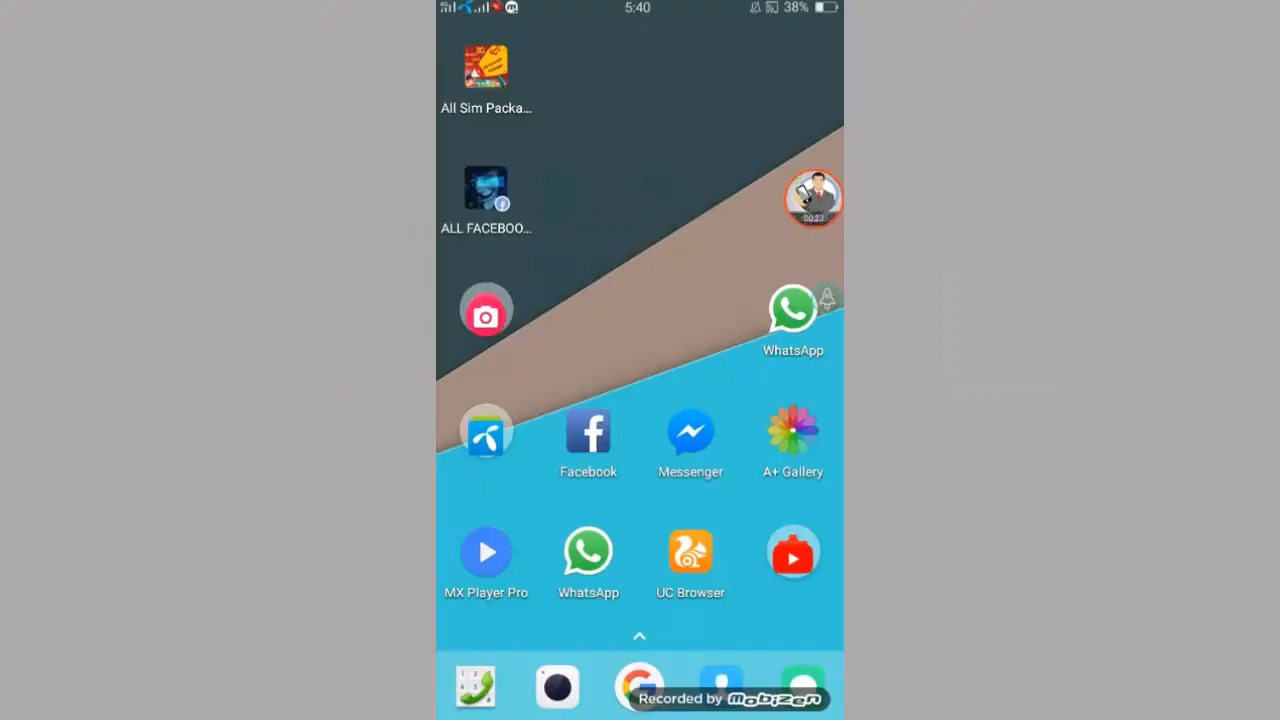 5:40
38%
All Sim Packa...
ALL FACEBOO...
00:23
WhatsApp
Facebook
Messenger
A+ Gallery
MX Player Pro
WhatsApp
UC Browser
Recorded by mobizen